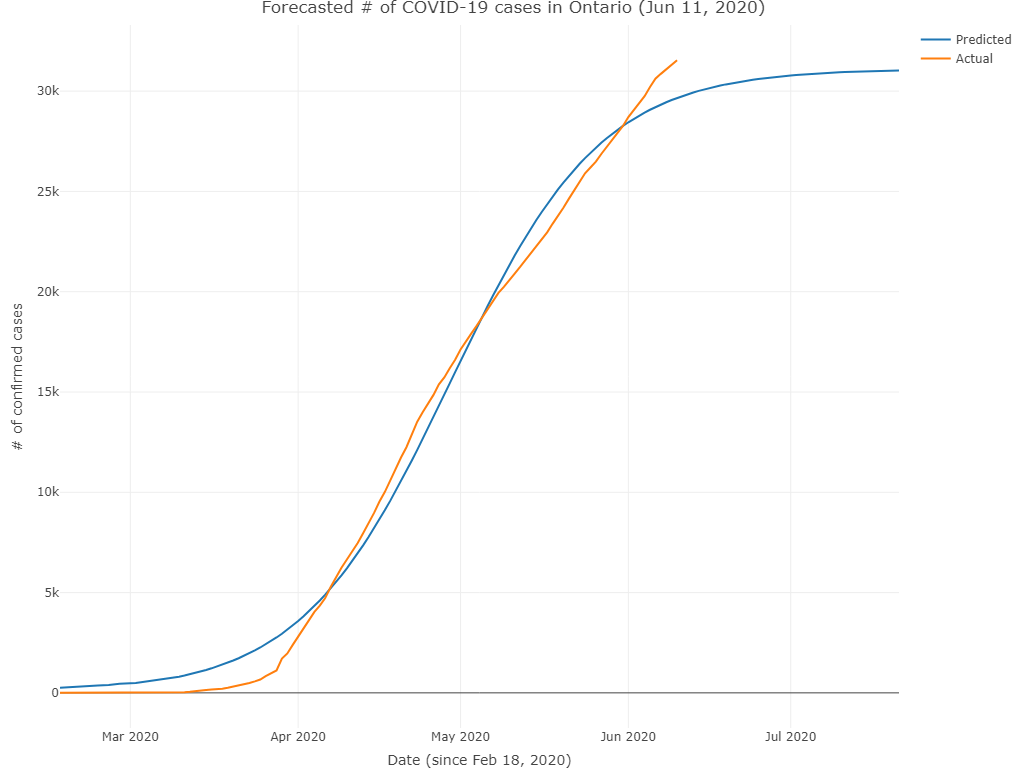 Forecasted # of COVID-19 cases in Ontario (Jun 11, 2020)
Predicted
Actual
30k
25k
20k
15k
10k
5k
0
# of confirmed cases
Mar 2020
Apr 2020
May 2020
Jun 2020
Jul 2020
Date (since Feb 18, 2020)